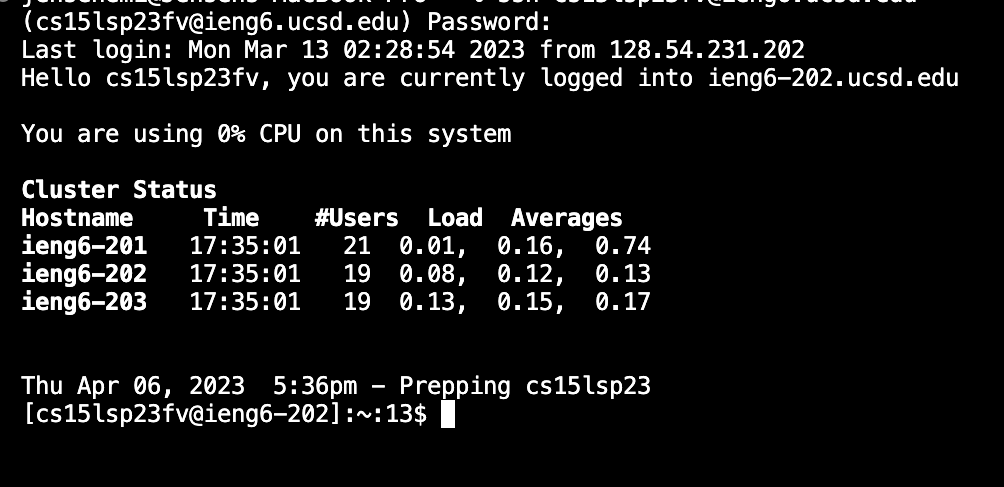 (cs15lsp23fv@ieng6.ucsd.edu) Password:
Last login: Mon Mar 13 02:28:54 2023 from 128.54.231.202
Hello cs15lsp23fv, you are currently logged into ieng6-202.ucsd.edu
You are using 0% CPU on this system
Cluster Status
Hostname     Time    #Users  Load  Averages
ieng6-201   17:35:01   21  0.01,  0.16,  0.74
ieng6-202   17:35:01   19  0.08,  0.12,  0.13
ieng6-203   17:35:01   19  0.13,  0.15,  0.17
Thu Apr 06, 2023  5:36pm - Prepping cs15lsp23
[cs15lsp23fv@ieng6-202]:~:13$